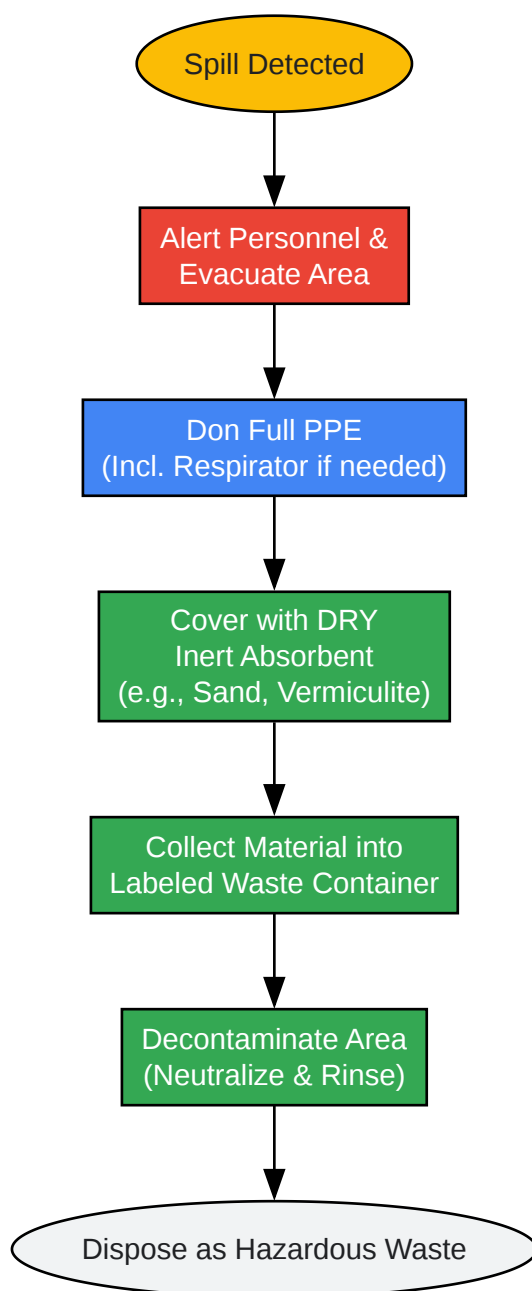 Spill Detected
Alert Personnel &
Evacuate Area
Don Full PPE
(Incl. Respirator if needed)
Cover with DRY
Inert Absorbent
(e.g., Sand, Vermiculite)
Collect Material into
Labeled Waste Container
Decontaminate Area
(Neutralize & Rinse)
Dispose as Hazardous Waste